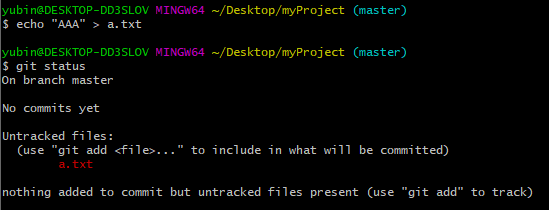 yubin@DESKTOP-DD3SLOV MINGW64 ~/Desktop/myProject (master)
$ echo "AAA" > a.txt
yubin@DESKTOP-DD3SLOV MINGW64 ~/Desktop/myProject (master)
$ git status
On branch master
No commits yet
Untracked files:
  (use "git add <file>..." to include in what will be committed)
        a.txt
nothing added to commit but untracked files present (use "git add" to track)